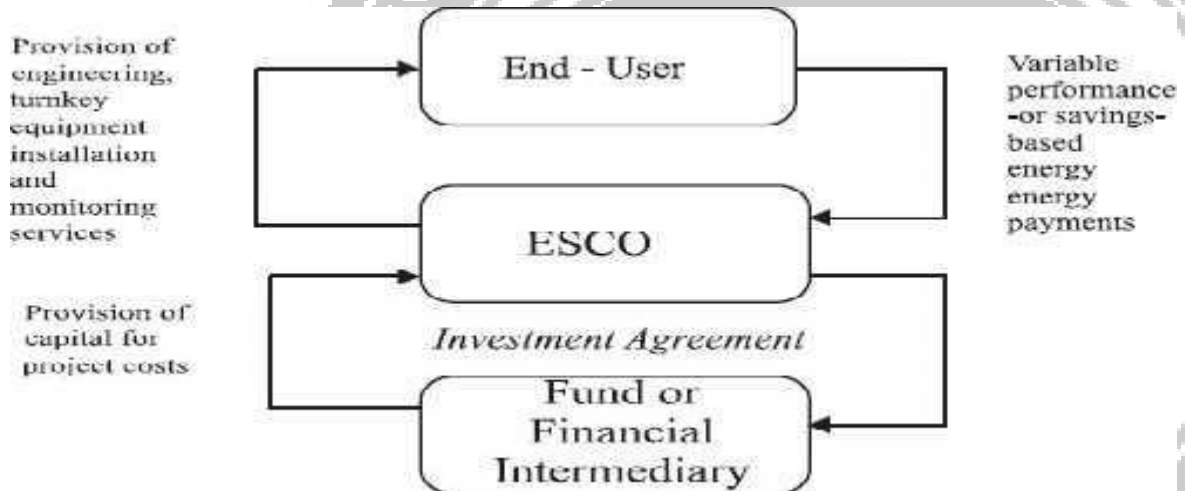 Provision of
engineering,
turnkey
equipment
installation
and
monitoring
services
End - User
Variable
performance
-or savings-
based
energy
energy
payments
ESCO
Provision of
capital for
project costs
Investment Agreement
Fund or
Financial
Intermediary